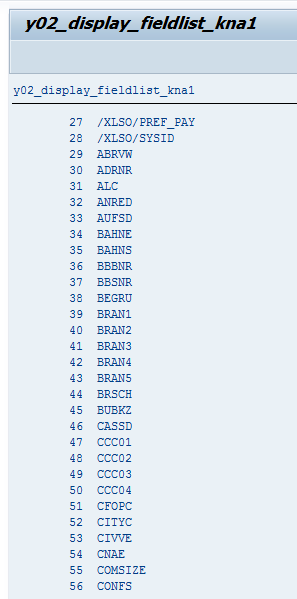 y02_display_fieldlist_kna1
y02_display_fieldlist_kna1
27 /XLSO/PREF_PAY
28 /XLSO/SYSID
29 ABRVW
30 ADRNR
31 ALC
32 ANRED
33 AUFSD
34 BAHNE
35 BAHNS
36 BBBNR
37 BBSNR
38 BEGRU
39 BRAN1
40 BRAN2
41 BRAN3
42 BRAN4
43 BRAN5
44 BRSCH
45 BUBKZ
46 CASSD
47 CCC01
48 CCC02
49 CCC03
50 CCC04
51 CFOPC
52 CITYC
53 CIVVE
54 CNAE
55 COMSIZE
56 CONFS